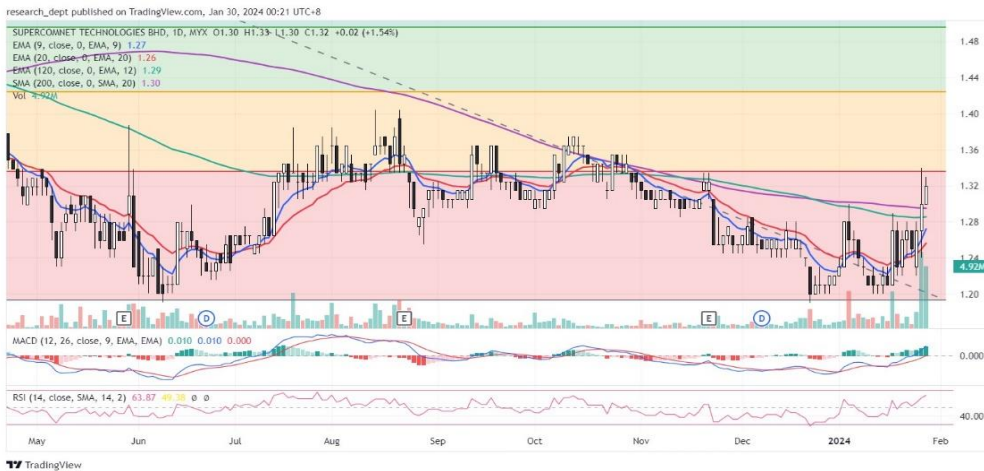 research_dept published on TradingView.com, Jan 30, 2024 00:21 UTC+8
SUPERCOMNET TECHNOLOGIES BHD, 1D, MYX O1.30 H1.33 L1.30 C1.32 +0.02 (+1.54%)
EMA (9, close, 0, EMA, 9) 1.27
EMA (20, close, 0, EMA, 20) 1.26
EMA (120, close, 0, EMA, 12) 1.29
SMA (200, close, 0, SMA, 20) 1.30
Vol 4.92M
1.48
1.44
1.40
1.36
1.32
1.28
1.24
4.92M
1.20
E D E E D
MACD (12, 26, close, 9, EMA, EMA) 0.010 0.010 0.000
0.000
RSI (14, close, SMA, 14, 2) 63.87 49.38 ø ø
40.00
May Jun Jul Aug Sep Oct Nov Dec 2024 Feb
TradingView